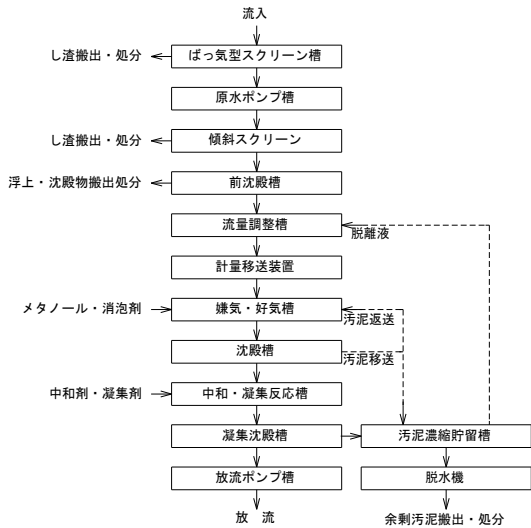 流入
し渣搬出・処分
ばっ気型スクリーン槽
原水ポンプ槽
し渣搬出・処分
傾斜スクリーン
浮上・沈殿物搬出処分
前沈殿槽
流量調整槽
脱離液
計量移送装置
メタノール・消泡剤
嫌気・好気槽
汚泥返送
沈殿槽
汚泥移送
中和剤・凝集剤
中和・凝集反応槽
凝集沈殿槽
汚泥濃縮貯留槽
放流ポンプ槽
脱水機
放　流
余剰汚泥搬出・処分